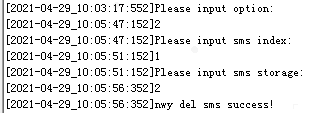 [2021-04-29_10:03:17:552]Please input option:
[2021-04-29_10:05:47:152]2
[2021-04-29_10:05:47:152]Please input sms index:
[2021-04-29_10:05:51:152]1
[2021-04-29_10:05:51:152]Please input sms storage:
[2021-04-29_10:05:56:352]2
[2021-04-29_10:05:56:352]nwy del sms success!